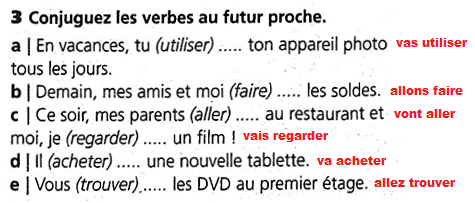 3 Conjuguez les verbes au futur proche.
a | En vacances, tu (utiliser) ..... ton appareil photo vas utiliser
tous les jours.
b | Demain, mes amis et moi (faire) ..... les soldes. allons faire
c | Ce soir, mes parents (aller) ..... au restaurant et vont aller
moi, je (regarder) ..... un film ! vais regarder
d | Il (acheter) ..... une nouvelle tablette. va acheter
e | Vous (trouver)..... les DVD au premier étage. allez trouver